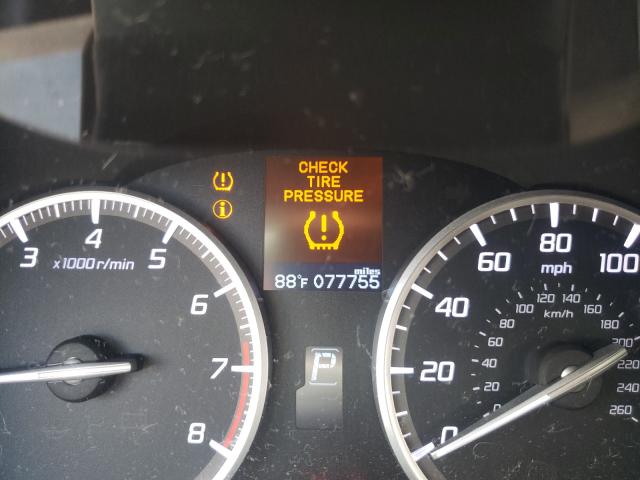 CHECK
TIRE
PRESSURE
!
!
i
miles
88°F 077755
P
3 4 5 6 7 8
x1000r/min
0 20 40 60 80 100
mph
0 20 40 60 80 100 120 140 160 180 200 220 240 260
km/h